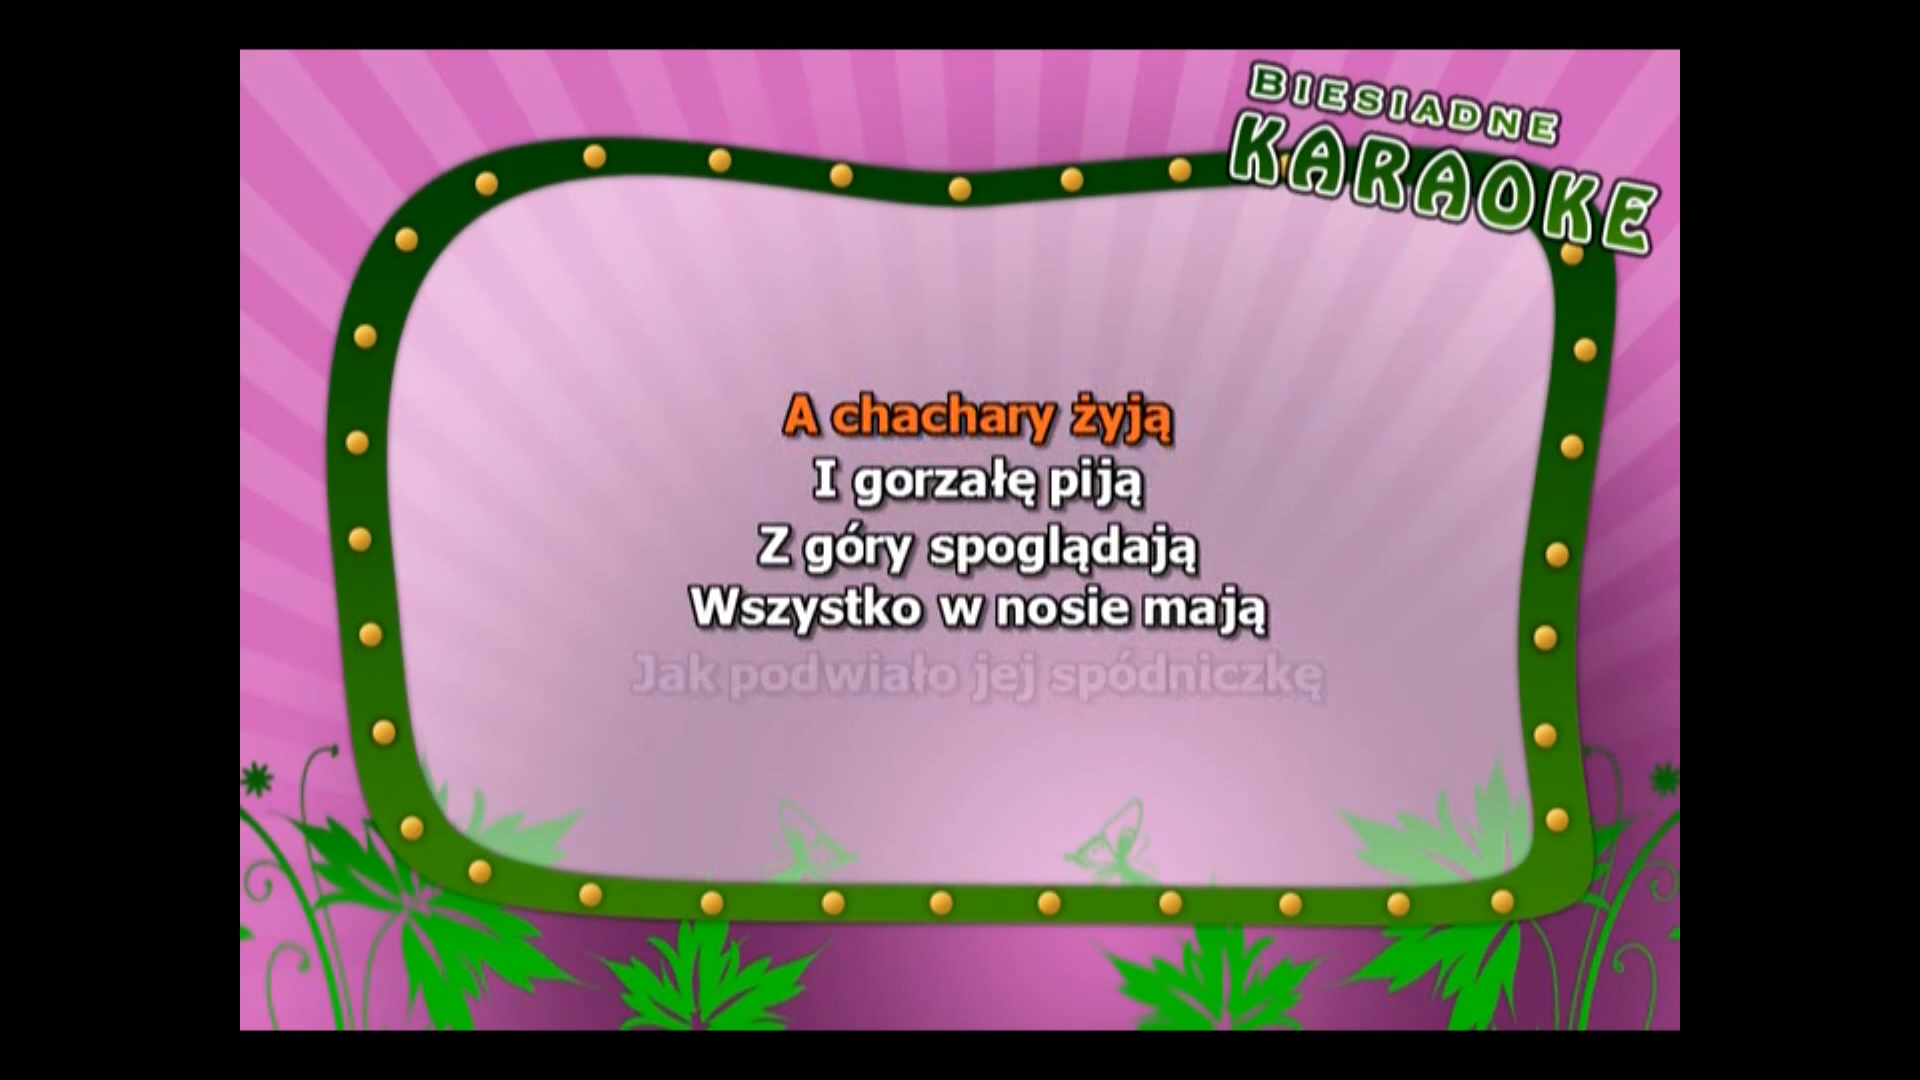 BIESIADNE
KARAOKE
A chachary żyją
I gorzałę piją
Z góry spoglądają
Wszystko w nosie mają
Jak podwiało jej spódniczkę